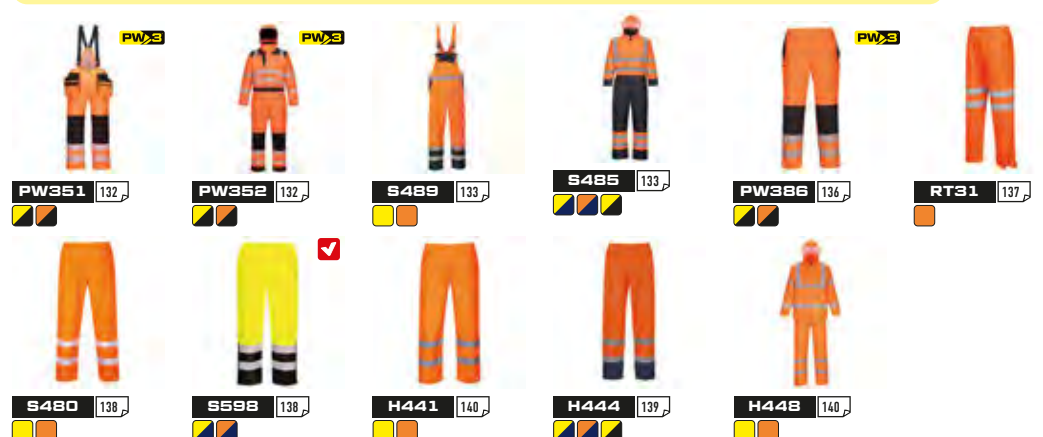 PW3
PW3
PW3
PW351 132
PW352 132
S489 133
S485 133
PW386 136
RT31 137
S480 138
S598 138
H441 140
H444 139
H448 140